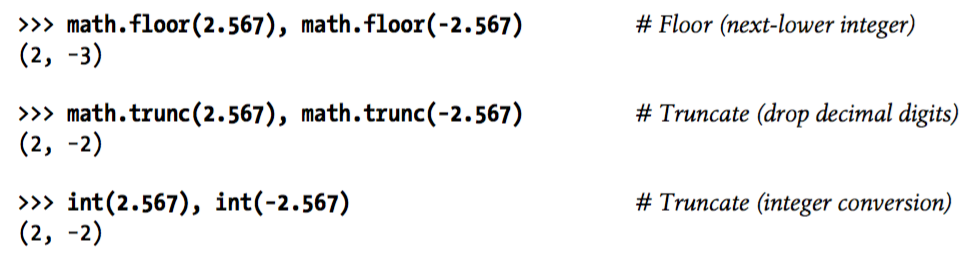 >>> math.floor(2.567), math.floor(-2.567) # Floor (next-lower integer)
(2, -3)
>>> math.trunc(2.567), math.trunc(-2.567) # Truncate (drop decimal digits)
(2, -2)
>>> int(2.567), int(-2.567) # Truncate (integer conversion)
(2, -2)